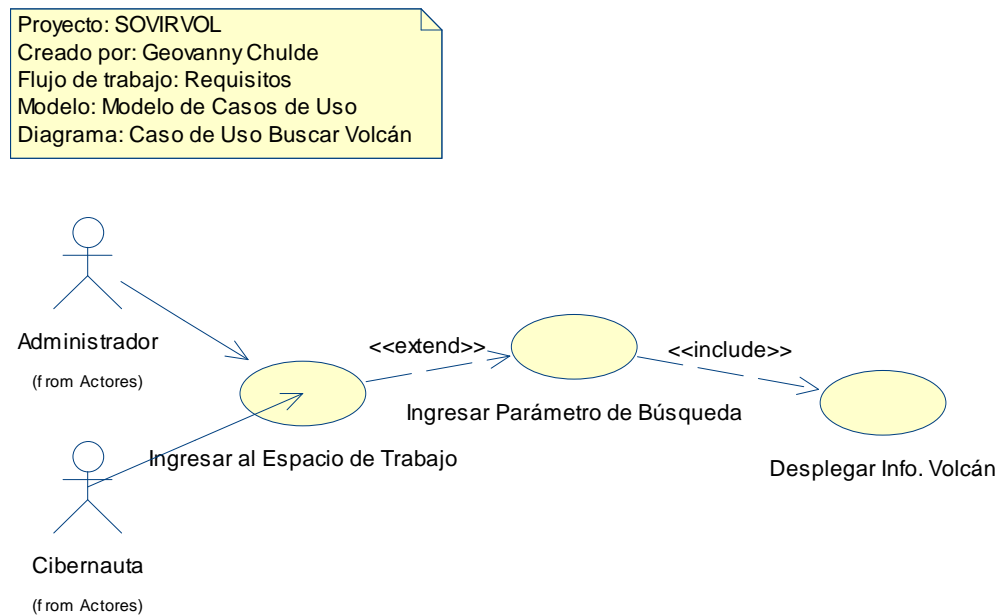 Proyecto: SOVIRVOL
Creado por: Geovanny Chulde
Flujo de trabajo: Requisitos
Modelo: Modelo de Casos de Uso
Diagrama: Caso de Uso Buscar Volcán
Administrador
(from Actores)
<<extend>>
<<include>>
Ingresar Parámetro de Búsqueda
Ingresar al Espacio de Trabajo
Desplegar Info. Volcán
Cibernauta
(from Actores)